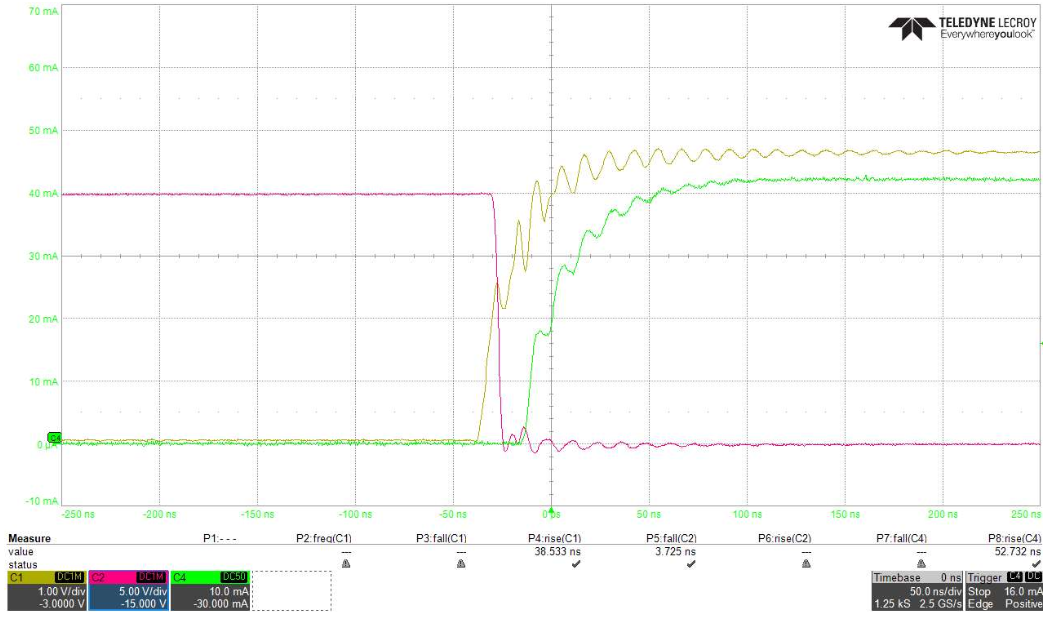 70 mA
TELEDYNE LECROY
Everywhereyoulook™
60 mA
50 mA
40 mA
30 mA
20 mA
10 mA
C4
0 µA
-10 mA
-250 ns -200 ns -150 ns -100 ns -50 ns 0 ns 50 ns 100 ns 150 ns 200 ns 250 ns
Measure P1:- - - P2:freq(C1) P3:fall(C1) P4:rise(C1) P5:fall(C2) P6:rise(C2) P7:fall(C4) P8:rise(C4)
value --- --- 38.533 ns 3.725 ns --- --- 52.732 ns
status
C1 DC1M C2 DC1M C4 DC50 Timebase 0 ns Trigger C4 DC
1.00 V/div 5.00 V/div 10.0 mA 50.0 ns/div Stop 16.0 mA
-3.0000 V -15.000 V -30.000 mA 1.25 kS 2.5 GS/s Edge Positive